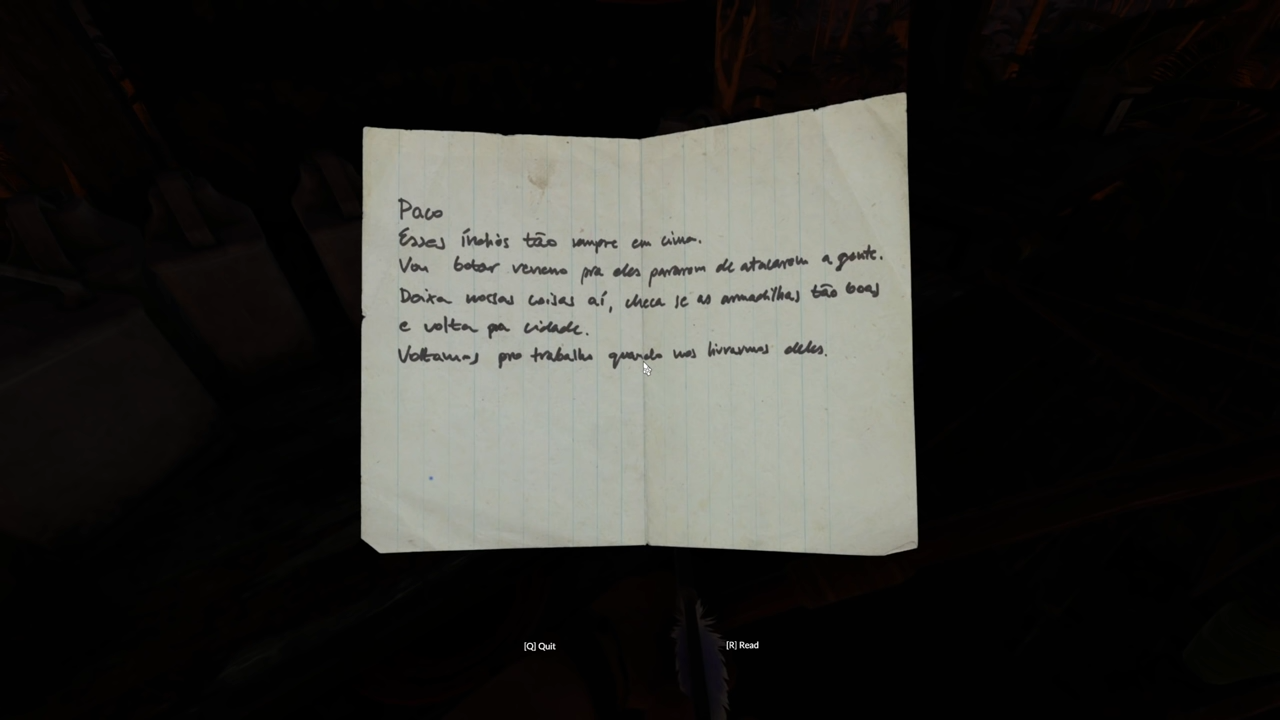 Paco
Esses índios tão sempre em cima.
Vou botar veneno pra eles pararem de atacarem a gente.
Deixa nossas coisas aí, checa se as armadilhas tão boas
e volta pa cidade.
Voltamos pro trabalho quando nos livrarmos deles.
[Q] Quit
[R] Read